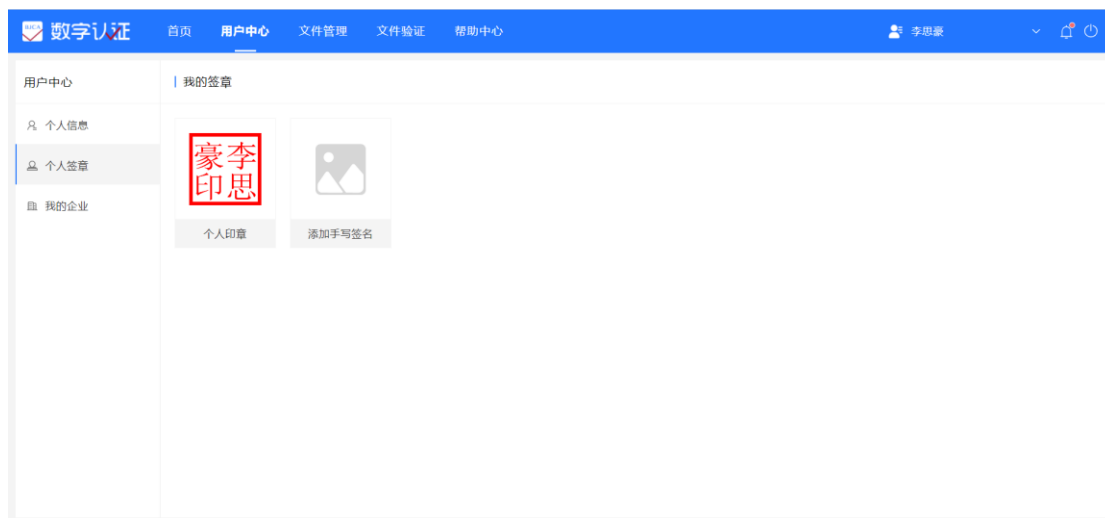 BJCA 数字认证 首页 用户中心 文件管理 文件验证 帮助中心 李思豪
用户中心
我的签章
个人信息
个人签章
我的企业
李思
豪印
个人印章
添加手写签名